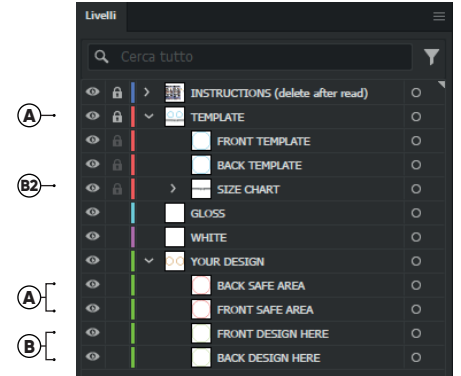 Livelli
Cerca tutto
INSTRUCTIONS (delete after read)
A
TEMPLATE
FRONT TEMPLATE
BACK TEMPLATE
B2
SIZE CHART
GLOSS
WHITE
YOUR DESIGN
A
BACK SAFE AREA
FRONT SAFE AREA
B
FRONT DESIGN HERE
BACK DESIGN HERE